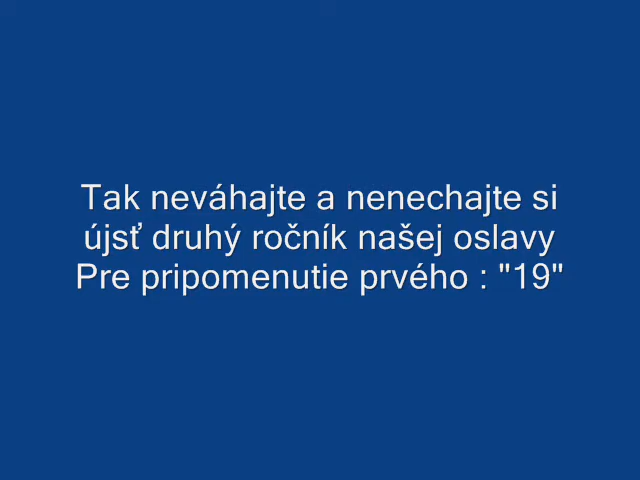 Tak neváhajte a nenechajte si
újsť druhý ročník našej oslavy
Pre pripomenutie prvého : "19"